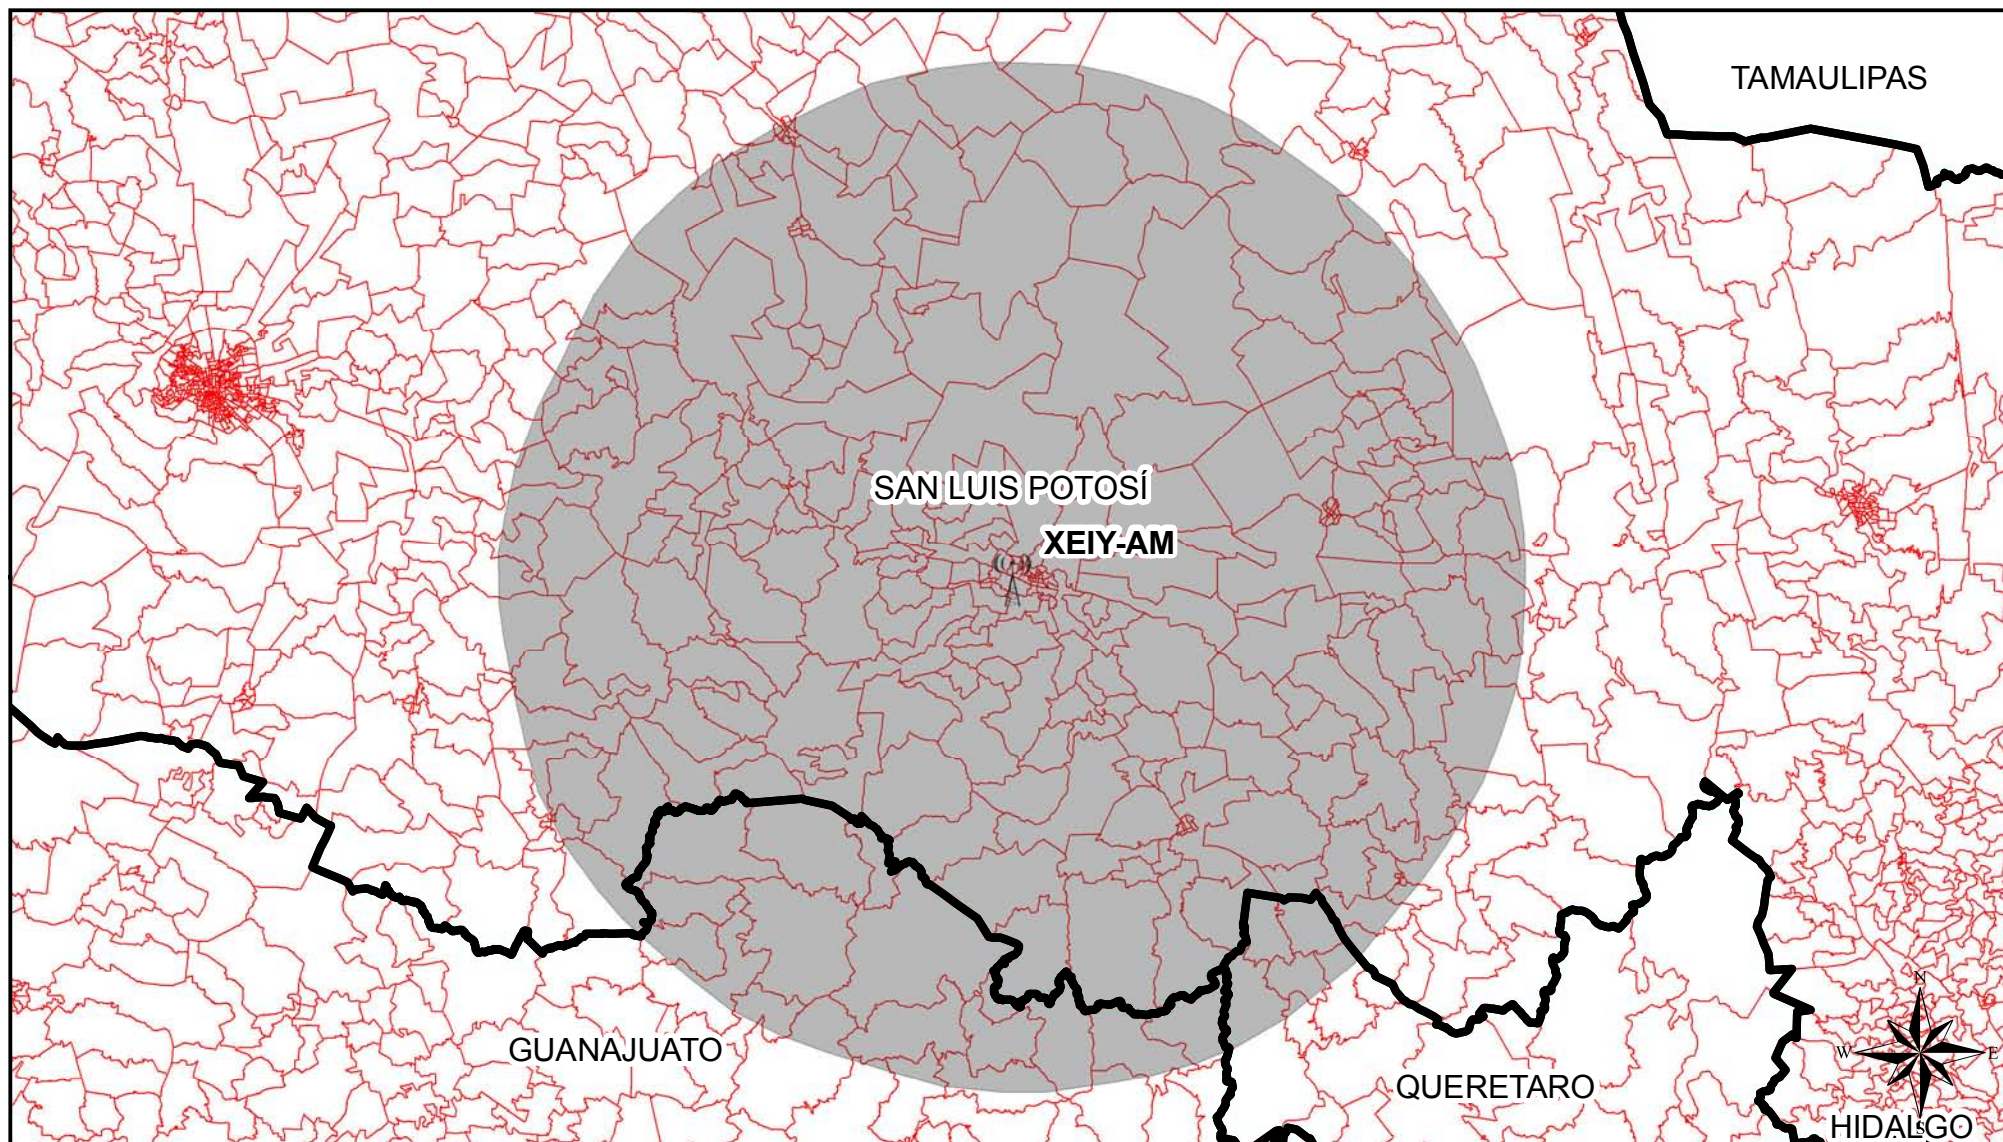 TAMAULIPAS
SAN LUIS POTOSÍ
XEIY-AM
N
W
E
S
GUANAJUATO
QUERETARO
HIDALGO